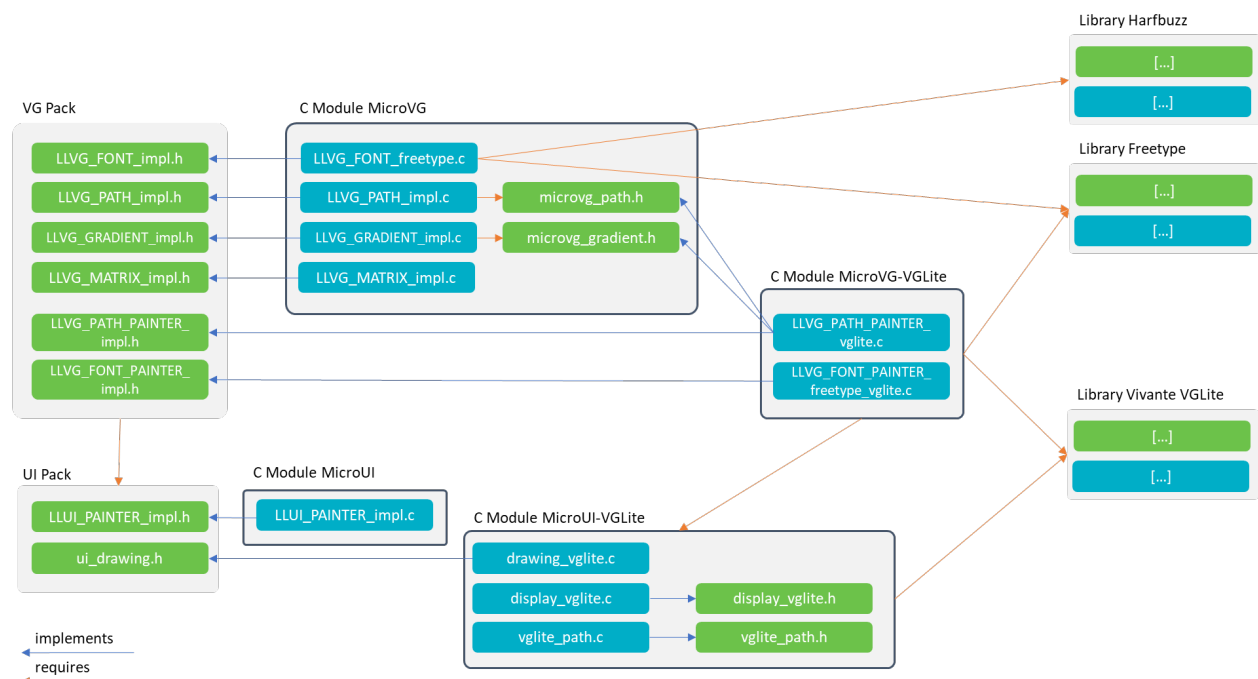 Library Harfbuzz
[...]
[...]
VG Pack
C Module MicroVG
Library Freetype
LLVG_FONT_impl.h
LLVG_FONT_freetype.c
[...]
LLVG_PATH_impl.h
LLVG_PATH_impl.c
microvg_path.h
[...]
LLVG_GRADIENT_impl.h
LLVG_GRADIENT_impl.c
microvg_gradient.h
LLVG_MATRIX_impl.h
LLVG_MATRIX_impl.c
C Module MicroVG-VGLite
LLVG_PATH_PAINTER_
impl.h
LLVG_PATH_PAINTER_
vglite.c
LLVG_FONT_PAINTER_
impl.h
LLVG_FONT_PAINTER_
freetype_vglite.c
Library Vivante VGLite
[...]
[...]
UI Pack
C Module MicroUI
LLUI_PAINTER_impl.h
LLUI_PAINTER_impl.c
C Module MicroUI-VGLite
ui_drawing.h
drawing_vglite.c
display_vglite.c
display_vglite.h
vglite_path.c
vglite_path.h
implements
requires